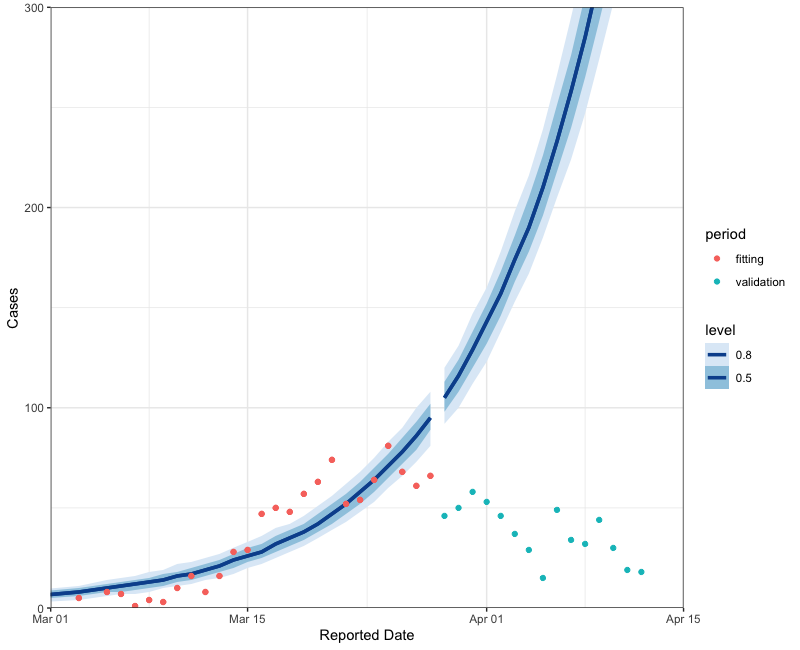 300
200
100
0
Cases
Mar 01
Mar 15
Apr 01
Apr 15
Reported Date
period
fitting
validation
level
0.8
0.5